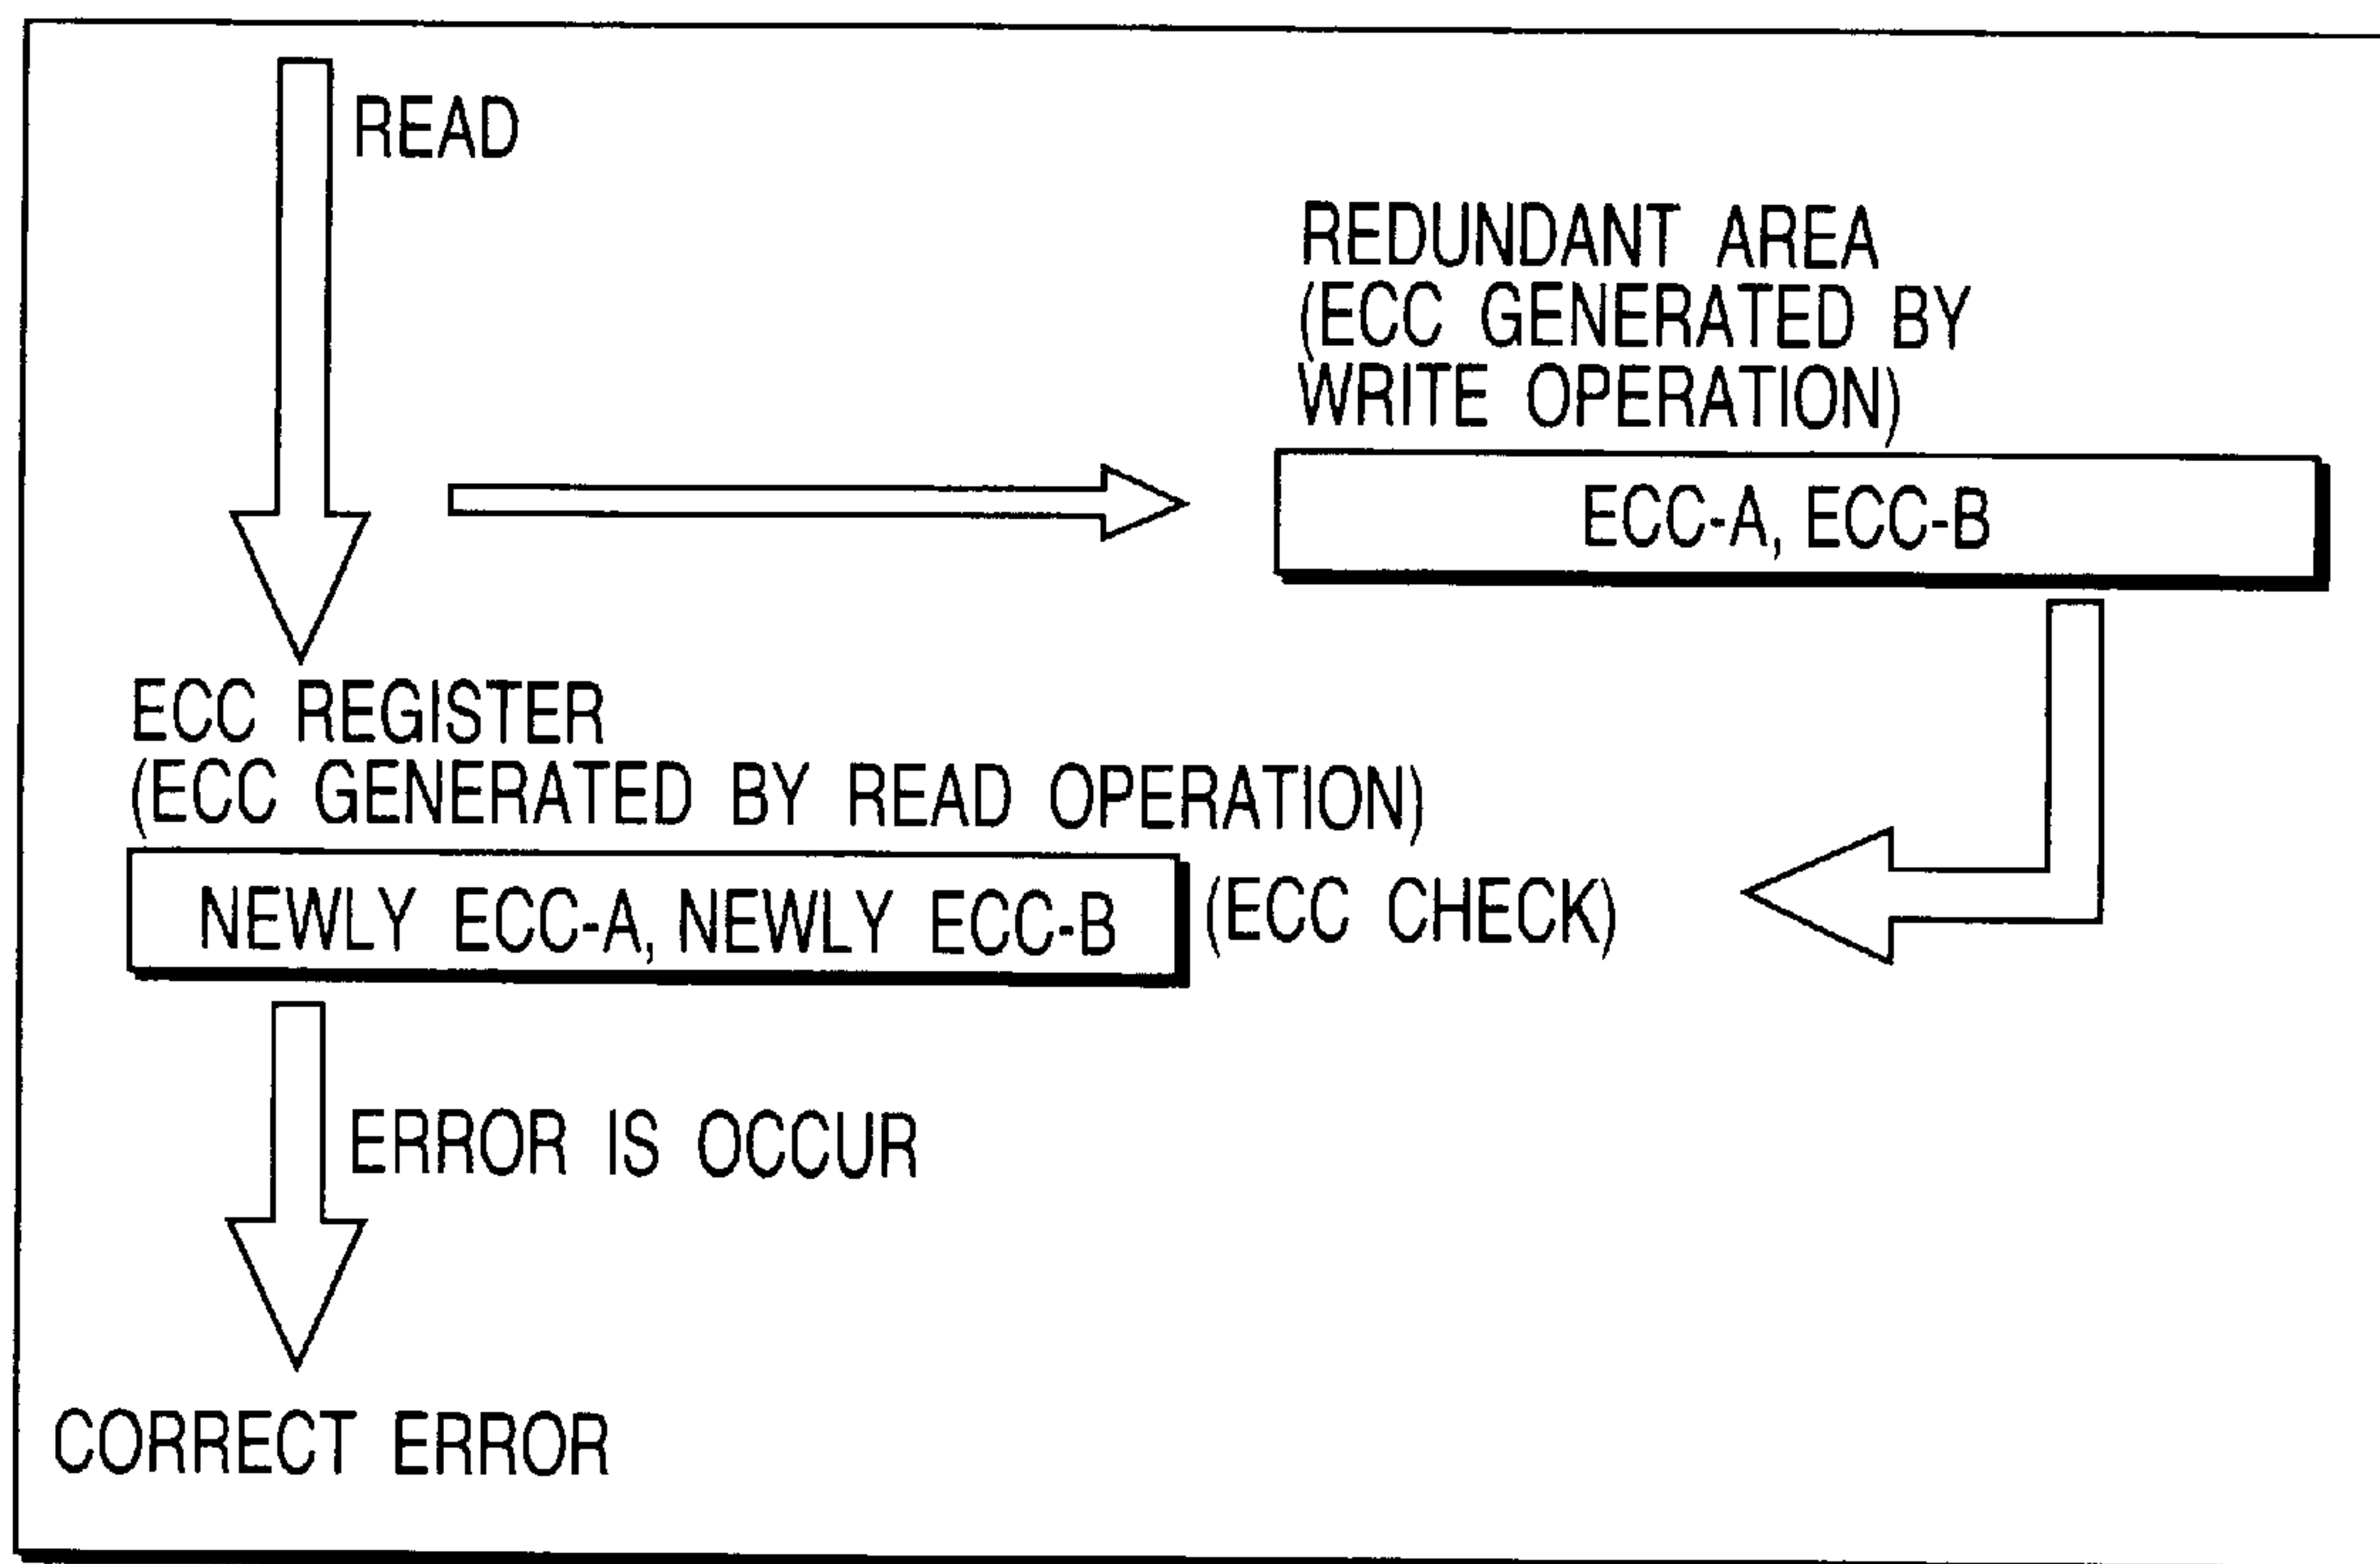 READ
REDUNDANT AREA
(ECC GENERATED BY
WRITE OPERATION)
ECC-A, ECC-B
ECC REGISTER
(ECC GENERATED BY READ OPERATION)
NEWLY ECC-A, NEWLY ECC-B
(ECC CHECK)
ERROR IS OCCUR
CORRECT ERROR